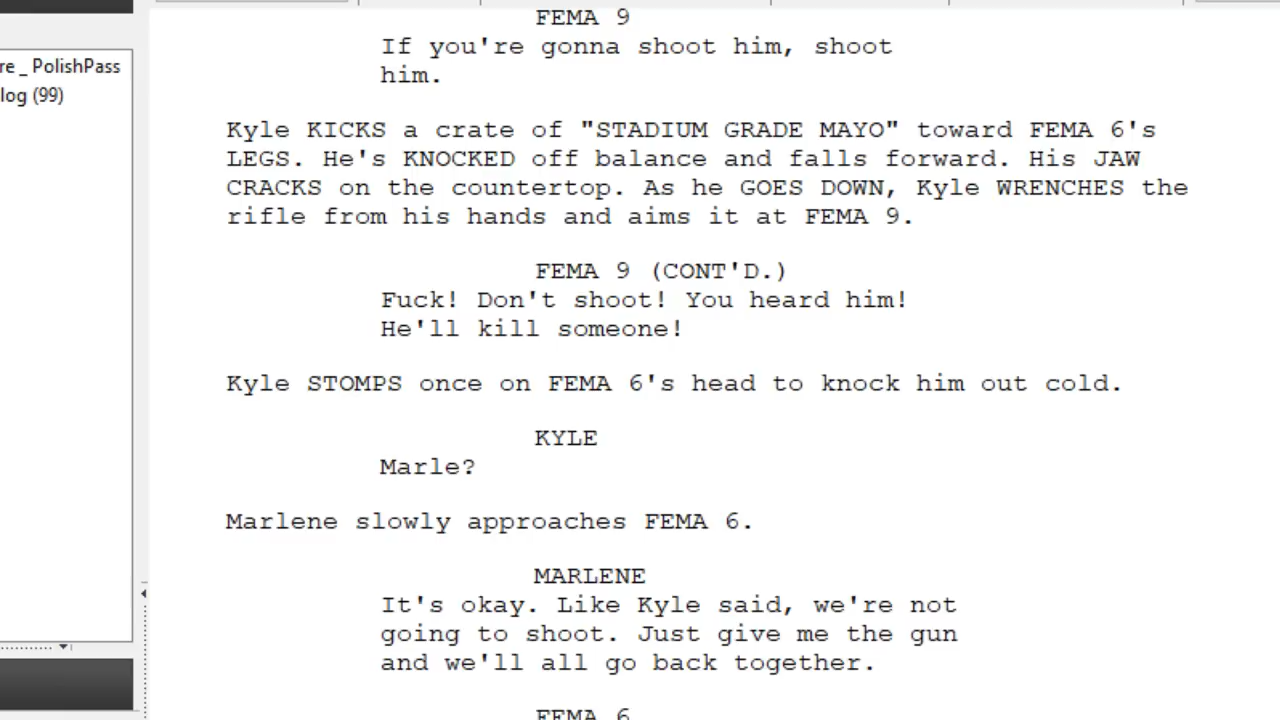 re _ PolishPass
log (99)
FEMA 9
If you're gonna shoot him, shoot
him.
Kyle KICKS a crate of "STADIUM GRADE MAYO" toward FEMA 6's
LEGS. He's KNOCKED off balance and falls forward. His JAW
CRACKS on the countertop. As he GOES DOWN, Kyle WRENCHES the
rifle from his hands and aims it at FEMA 9.
FEMA 9 (CONT'D.)
Fuck! Don't shoot! You heard him!
He'll kill someone!
Kyle STOMPS once on FEMA 6's head to knock him out cold.
KYLE
Marle?
Marlene slowly approaches FEMA 6.
MARLENE
It's okay. Like Kyle said, we're not
going to shoot. Just give me the gun
and we'll all go back together.
FEMA 6